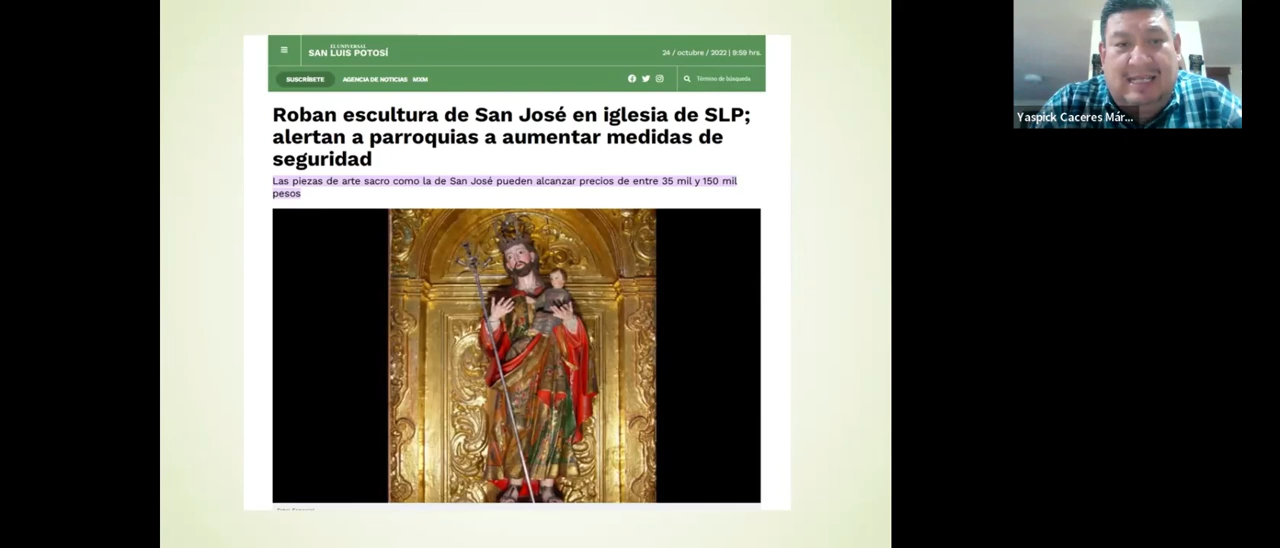 EL UNIVERSAL
SAN LUIS POTOSÍ
24 / octubre / 2022 | 9:59 hrs.
SUSCRÍBETE AGENCIA DE NOTICIAS MXM
Término de búsqueda
Roban escultura de San José en iglesia de SLP;
alertan a parroquias a aumentar medidas de
seguridad
Las piezas de arte sacro como la de San José pueden alcanzar precios de entre 35 mil y 150 mil
pesos
Yaspick Caceres Már...